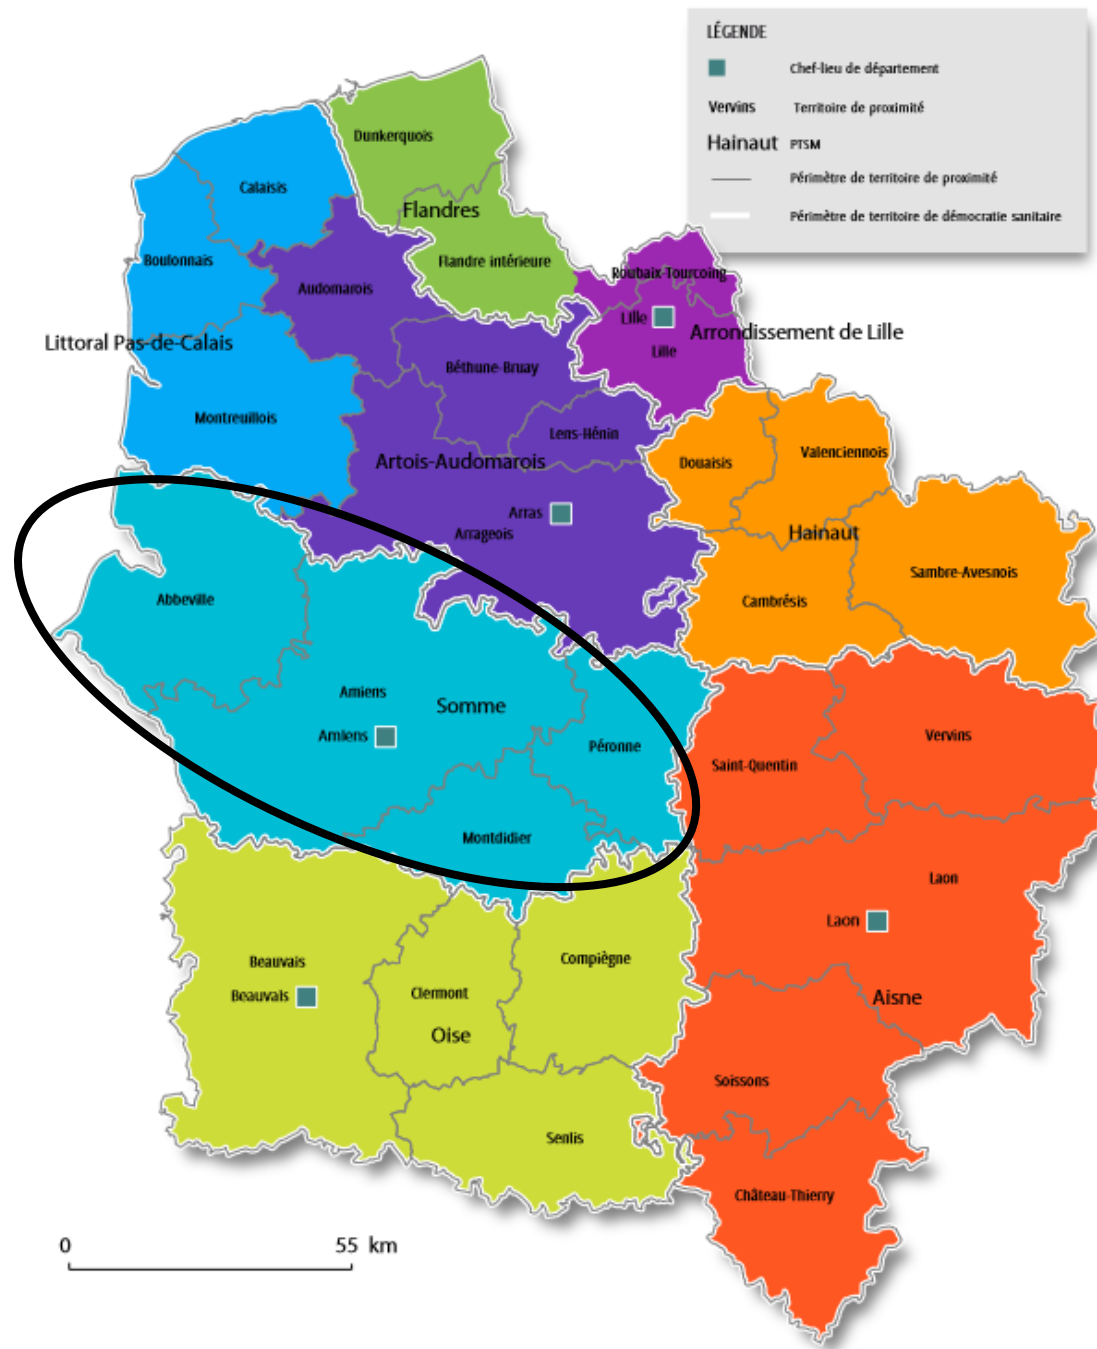 LÉGENDE
Chef-lieu de département
Vervins Territoire de proximité
Hainaut PTSM
Périmètre de territoire de proximité
Périmètre de territoire de démocratie sanitaire
Dunkerquois
Calaisis
Flandres
Boulonnais
Flandre intérieure
Roubaix-Tourcoing
Audomarois
Lille
Arrondissement de Lille
Littoral Pas-de-Calais
Lille
Béthune-Bruay
Montreuillois
Lens-Hénin
Valenciennois
Artois-Audomarois
Douaisis
Arras
Arrageois
Hainaut
Sambre-Avesnois
Abbeville
Cambrésis
Amiens
Somme
Amiens
Péronne
Vervins
Saint-Quentin
Montdidier
Laon
Laon
Beauvais
Compiègne
Beauvais
Clermont
Aisne
Oise
Soissons
Senlis
Château-Thierry
0 55 km